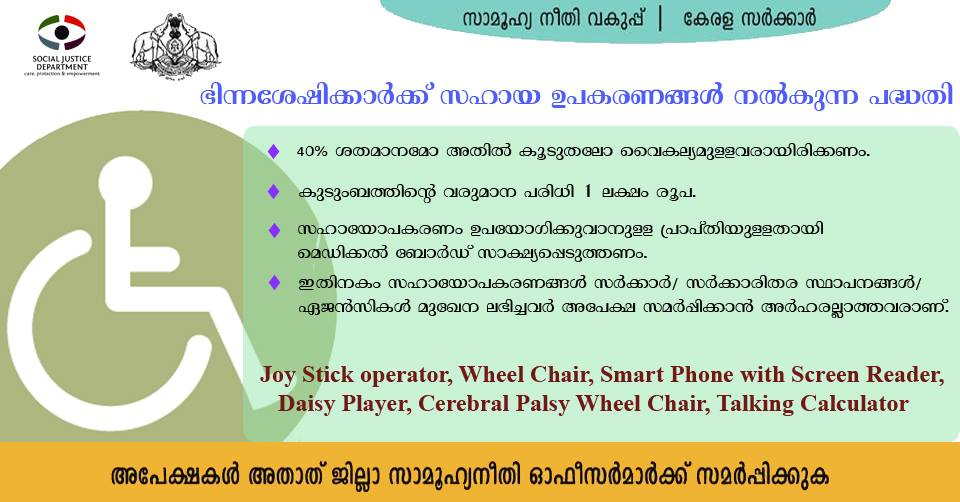 സാമൂഹ്യ നീതി വകുപ്പ് | കേരള സർക്കാർ
SOCIAL JUSTICE
DEPARTMENT
care, protection & empowerment
ഭിന്നശേഷിക്കാർക്ക് സഹായ ഉപകരണങ്ങൾ നൽകുന്ന പദ്ധതി
40% ശതമാനമോ അതിൽ കൂടുതലോ വൈകല്യമുളളവരായിരിക്കണം.
കുടുംബത്തിന്റെ വരുമാന പരിധി 1 ലക്ഷം രൂപ.
സഹായോപകരണം ഉപയോഗിക്കുവാനുളള പ്രാപ്തിയുളളതായി
മെഡിക്കൽ ബോർഡ് സാക്ഷ്യപ്പെടുത്തണം.
ഇതിനകം സഹായോപകരണങ്ങൾ സർക്കാർ/ സർക്കാരിതര സ്ഥാപനങ്ങൾ/
ഏജൻസികൾ മുഖേന ലഭിച്ചവർ അപേക്ഷ സമർപ്പിക്കാൻ അർഹരല്ലാത്തവരാണ്.
Joy Stick operator, Wheel Chair, Smart Phone with Screen Reader,
Daisy Player, Cerebral Palsy Wheel Chair, Talking Calculator
അപേക്ഷകൾ അതാത് ജില്ലാ സാമൂഹ്യനീതി ഓഫീസർമാർക്ക് സമർപ്പിക്കുക